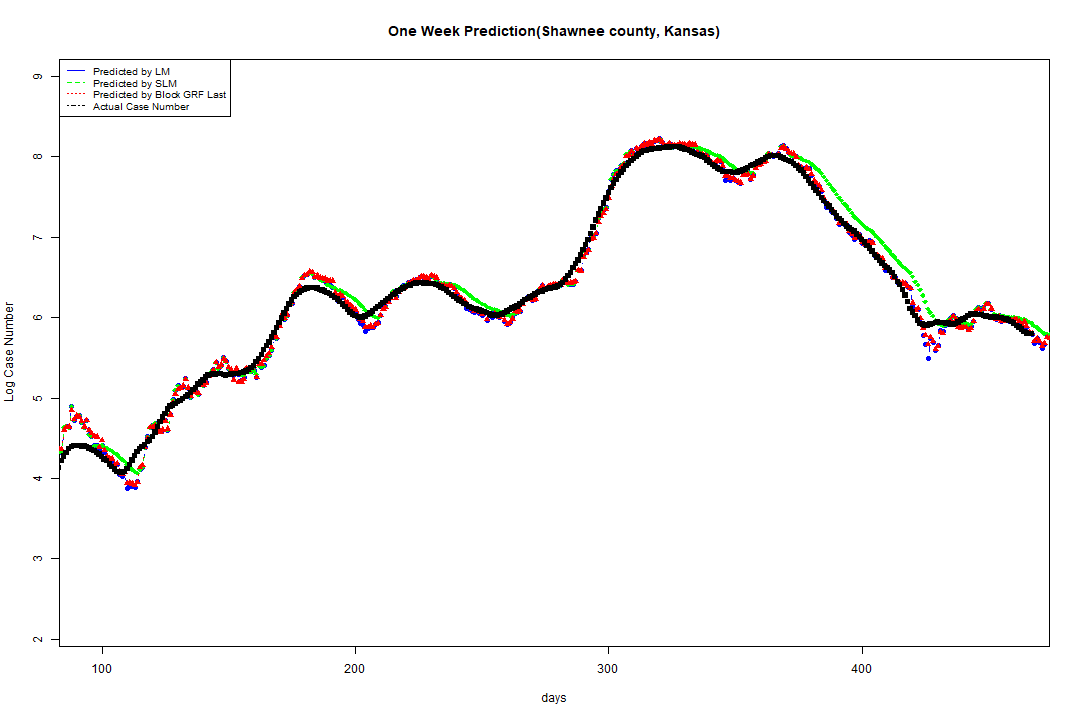 One Week Prediction(Shawnee county, Kansas)
Predicted by LM
Predicted by SLM
Predicted by Block GRF Last
Actual Case Number
9
8
7
6
5
4
3
2
Log Case Number
100 200 300 400
days